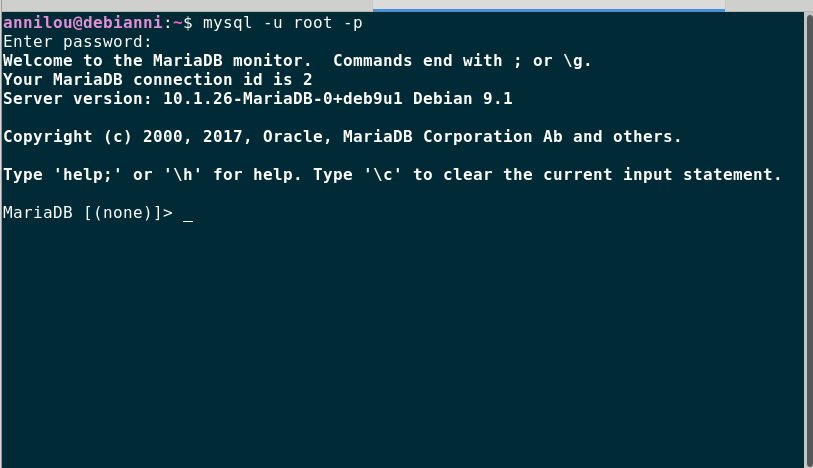 annilou@debianni:~$ mysql -u root -p
Enter password:
Welcome to the MariaDB monitor.  Commands end with ; or \g.
Your MariaDB connection id is 2
Server version: 10.1.26-MariaDB-0+deb9u1 Debian 9.1

Copyright (c) 2000, 2017, Oracle, MariaDB Corporation Ab and others.

Type 'help;' or '\h' for help. Type '\c' to clear the current input statement.

MariaDB [(none)]> _